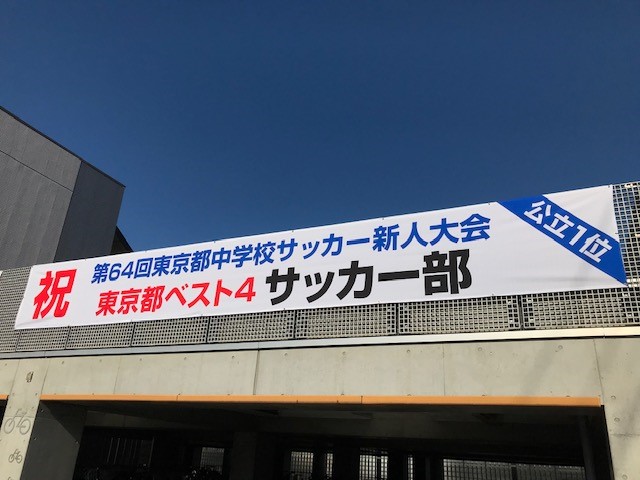 祝
第64回東京都中学校サッカー新人大会
東京都ベスト4 サッカー部
公立1位